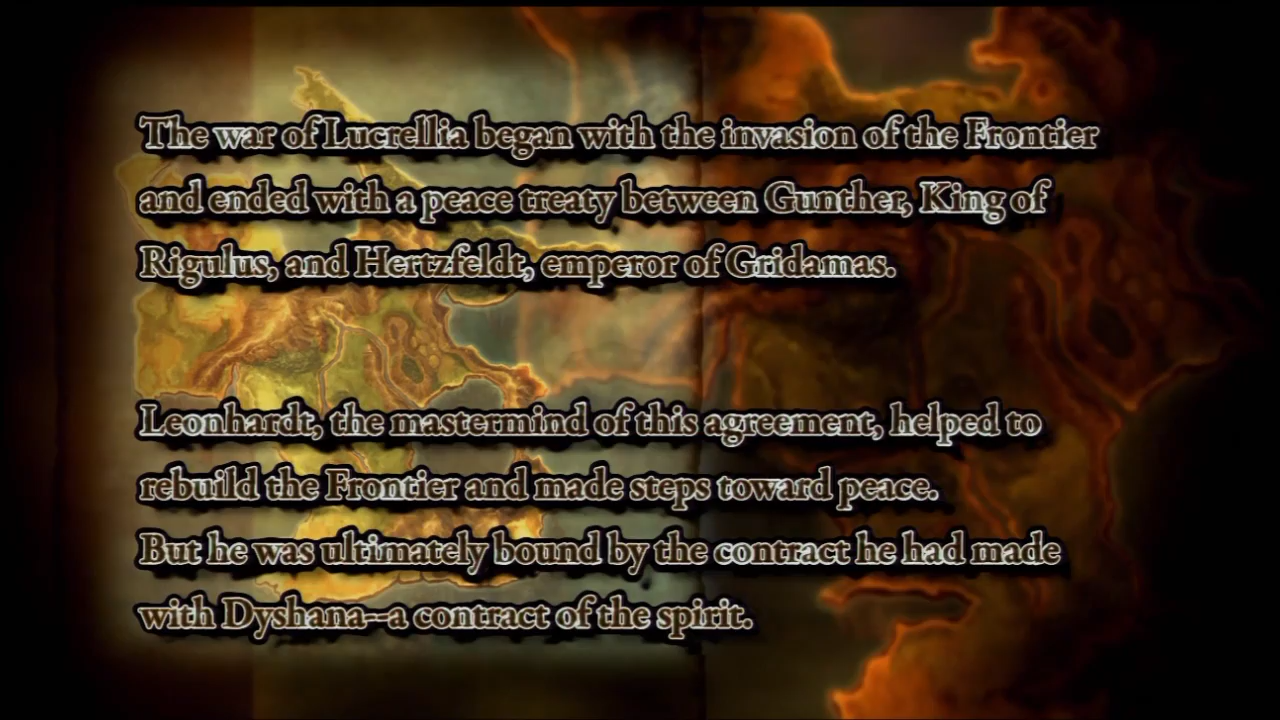 The war of Lucrellia began with the invasion of the Frontier
and ended with a peace treaty between Gunther, King of
Rigulus, and Hertzfeldt, emperor of Gridamas.
Leonhardt, the mastermind of this agreement, helped to
rebuild the Frontier and made steps toward peace.
But he was ultimately bound by the contract he had made
with Dyshana--a contract of the spirit.